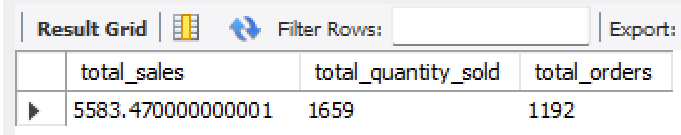 Result Grid Filter Rows: Export:
total_sales total_quantity_sold total_orders
5583.470000000001 1659 1192